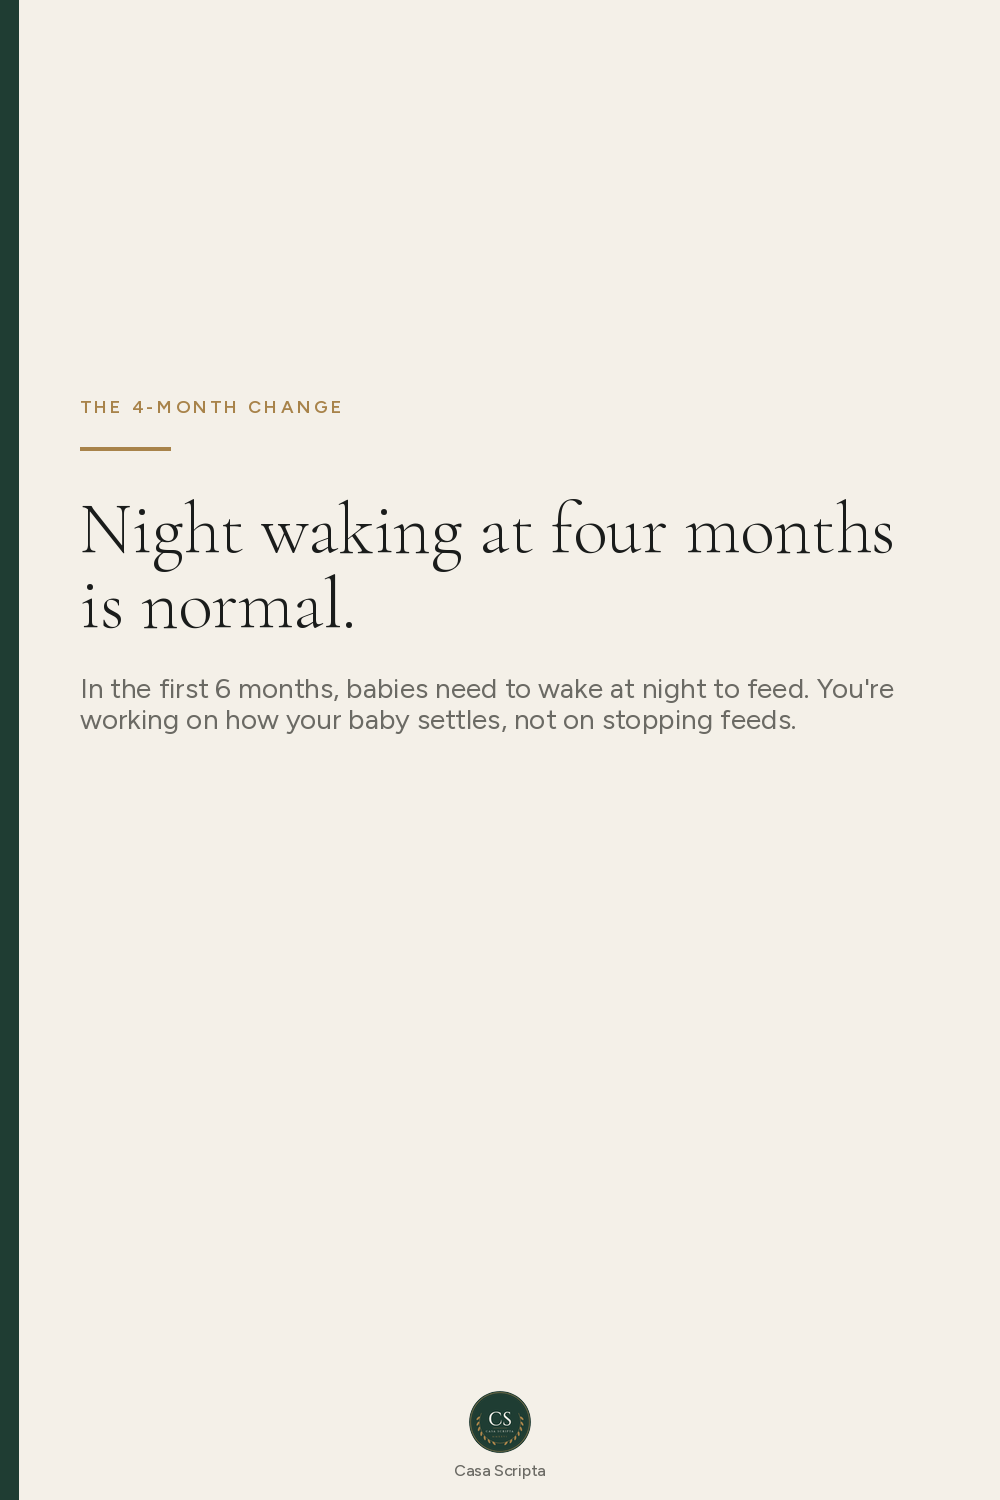 THE 4-MONTH CHANGE
Night waking at four months
is normal.
In the first 6 months, babies need to wake at night to feed. You're
working on how your baby settles, not on stopping feeds.
CS
CASA SCRIPTA
Casa Scripta